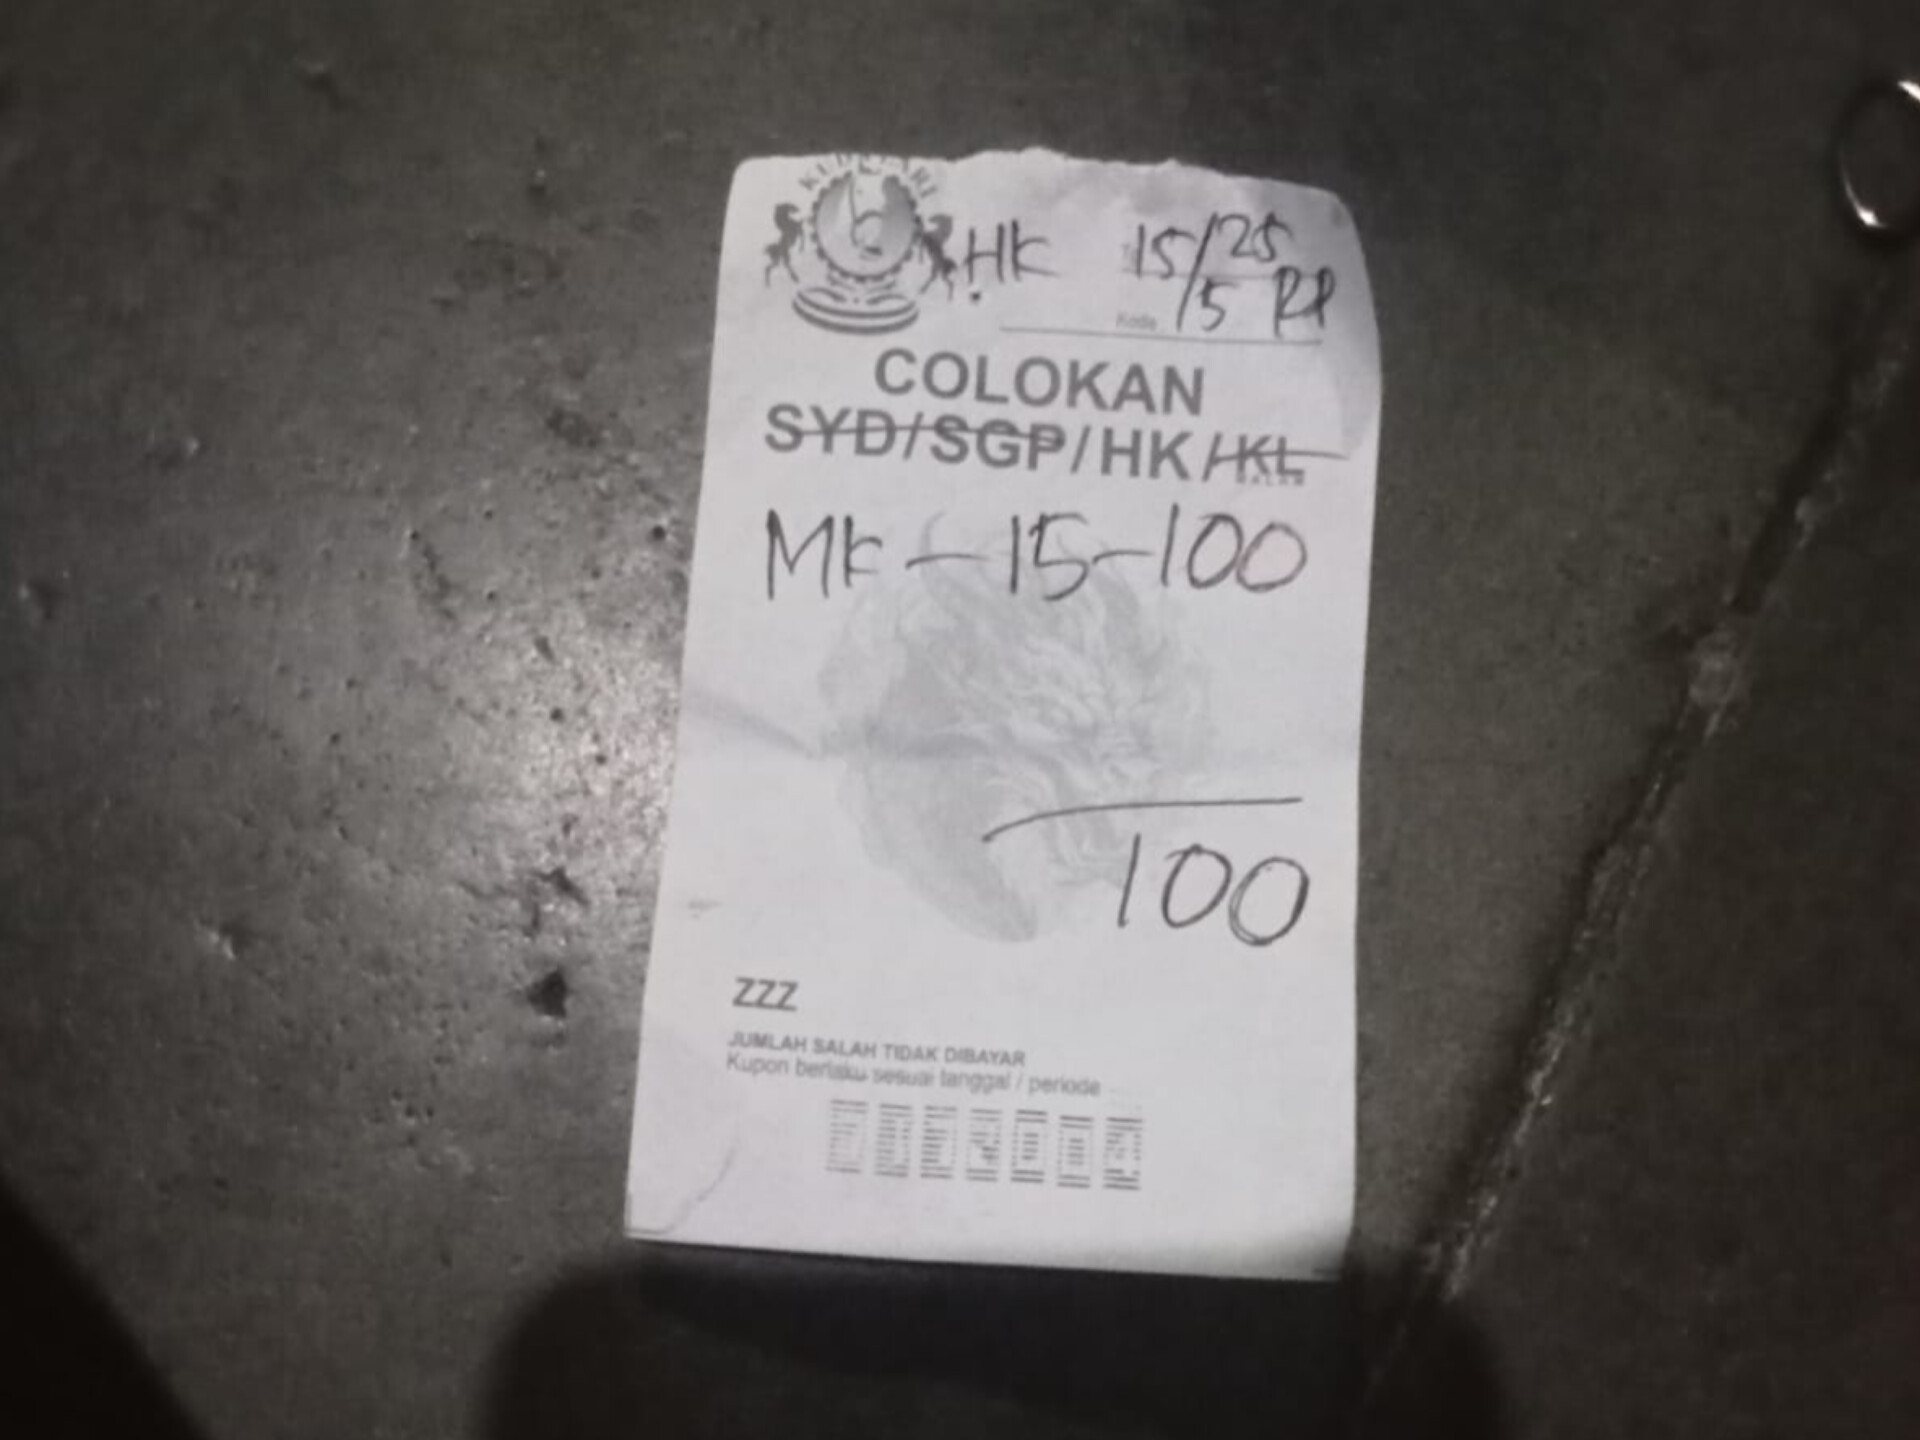 HK 15/5 25 RP
Kode
COLOKAN
SYD/SGP/HK/KL
MK - 15 - 100
100
ZZZ
JUMLAH SALAH TIDAK DIBAYAR
Kupon berlaku sesuai tanggal / periode